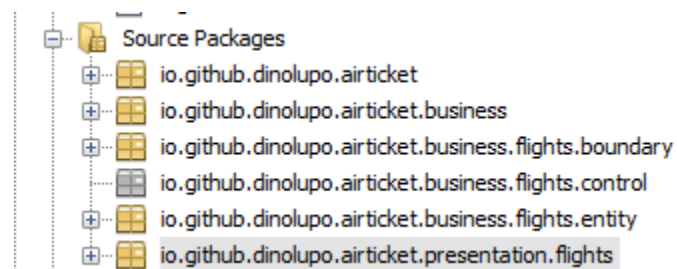 Source Packages
io.github.dinolupo.airticket
io.github.dinolupo.airticket.business
io.github.dinolupo.airticket.business.flights.boundary
io.github.dinolupo.airticket.business.flights.control
io.github.dinolupo.airticket.business.flights.entity
io.github.dinolupo.airticket.presentation.flights